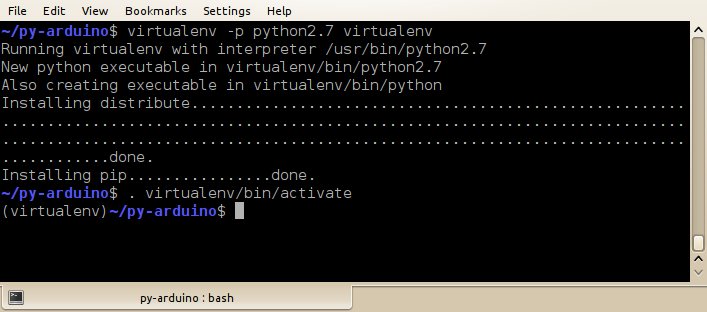 File Edit View Scrollback Bookmarks Settings Help
~/py-arduino$ virtualenv -p python2.7 virtualenv
Running virtualenv with interpreter /usr/bin/python2.7
New python executable in virtualenv/bin/python2.7
Also creating executable in virtualenv/bin/python
Installing distribute..........................................................
................................................................................
................................................................................
............done.
Installing pip.................done.
~/py-arduino$ . virtualenv/bin/activate
(virtualenv)~/py-arduino$
py-arduino : bash